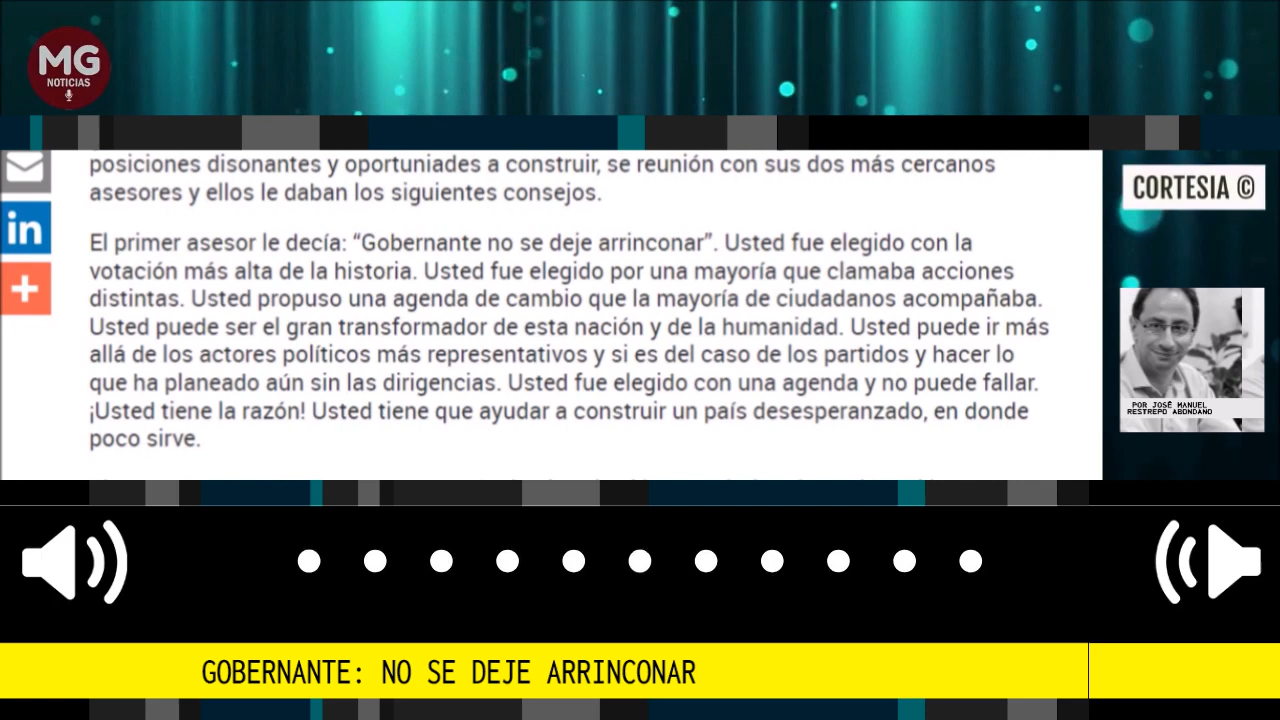 MG
NOTICIAS
posiciones disonantes y oportuniades a construir, se reunión con sus dos más cercanos
asesores y ellos le daban los siguientes consejos.
El primer asesor le decía: “Gobernante no se deje arrinconar”. Usted fue elegido con la
votación más alta de la historia. Usted fue elegido por una mayoría que clamaba acciones
distintas. Usted propuso una agenda de cambio que la mayoría de ciudadanos acompañaba.
Usted puede ser el gran transformador de esta nación y de la humanidad. Usted puede ir más
allá de los actores políticos más representativos y si es del caso de los partidos y hacer lo
que ha planeado aún sin las dirigencias. Usted fue elegido con una agenda y no puede fallar.
¡Usted tiene la razón! Usted tiene que ayudar a construir un país desesperanzado, en donde
poco sirve.
in
CORTESIA ©
POR JOSÉ MANUEL
RESTREPO ABONDANO
GOBERNANTE: NO SE DEJE ARRINCONAR